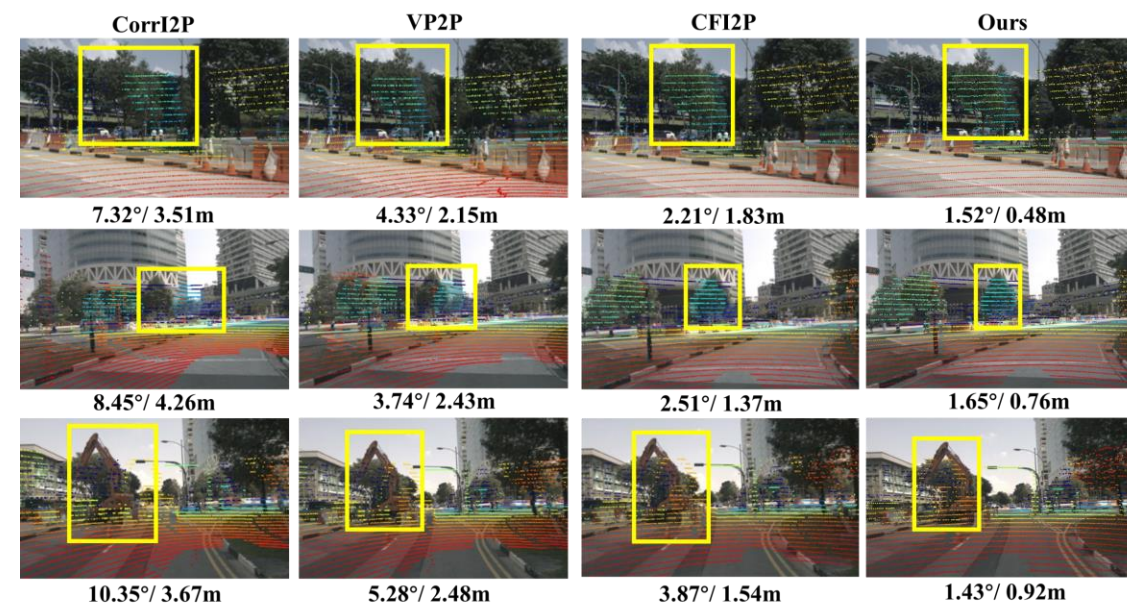 CorrI2P VP2P CFI2P Ours
7.32°/ 3.51m 4.33°/ 2.15m 2.21°/ 1.83m 1.52°/ 0.48m
8.45°/ 4.26m 3.74°/ 2.43m 2.51°/ 1.37m 1.65°/ 0.76m
10.35°/ 3.67m 5.28°/ 2.48m 3.87°/ 1.54m 1.43°/ 0.92m